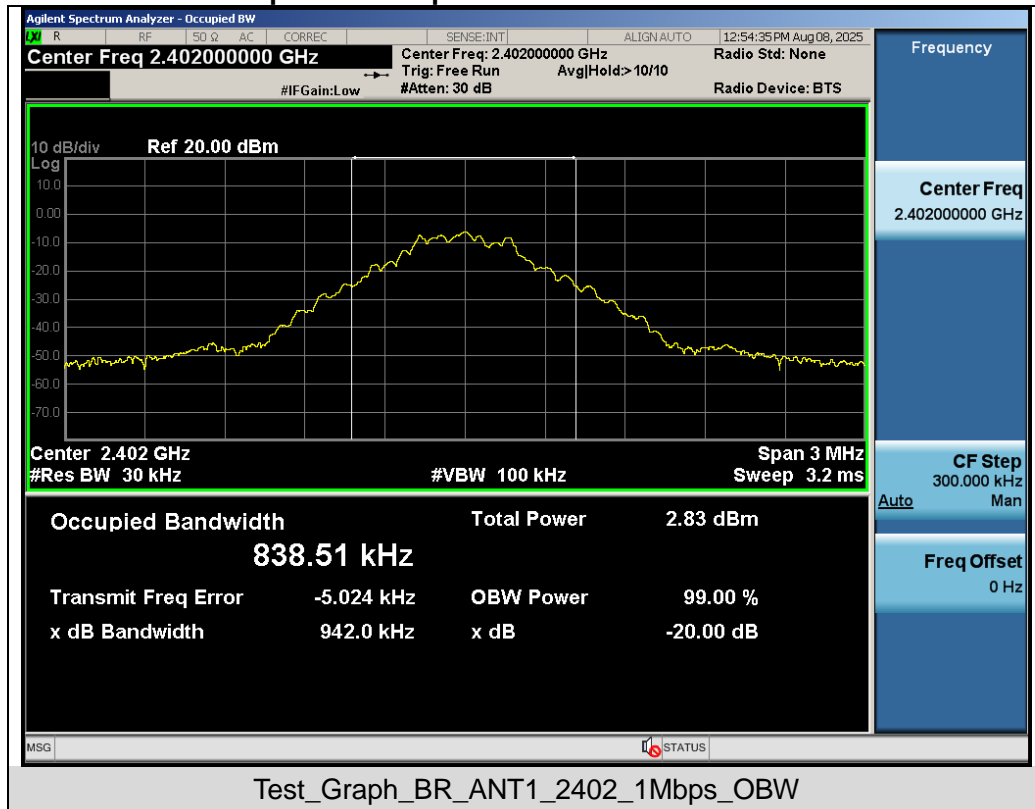 Agilent Spectrum Analyzer - Occupied BW
LXI R RF 50 Ω AC CORREC SENSE:INT ALIGN AUTO 12:54:35 PM Aug 08, 2025
Center Freq 2.402000000 GHz Center Freq: 2.402000000 GHz Radio Std: None
Trig: Free Run Avg|Hold:> 10/10
#IFGain:Low #Atten: 30 dB Radio Device: BTS
Frequency
10 dB/div Ref 20.00 dBm
Log
10.0
0.00
-10.0
-20.0
-30.0
-40.0
-50.0
-60.0
-70.0
Center 2.402 GHz Span 3 MHz
#Res BW 30 kHz #VBW 100 kHz Sweep 3.2 ms
Center Freq
2.402000000 GHz
CF Step
300.000 kHz
Auto Man
Freq Offset
0 Hz
Occupied Bandwidth Total Power 2.83 dBm
838.51 kHz
Transmit Freq Error -5.024 kHz OBW Power 99.00 %
x dB Bandwidth 942.0 kHz x dB -20.00 dB
MSG STATUS
Test_Graph_BR_ANT1_2402_1Mbps_OBW